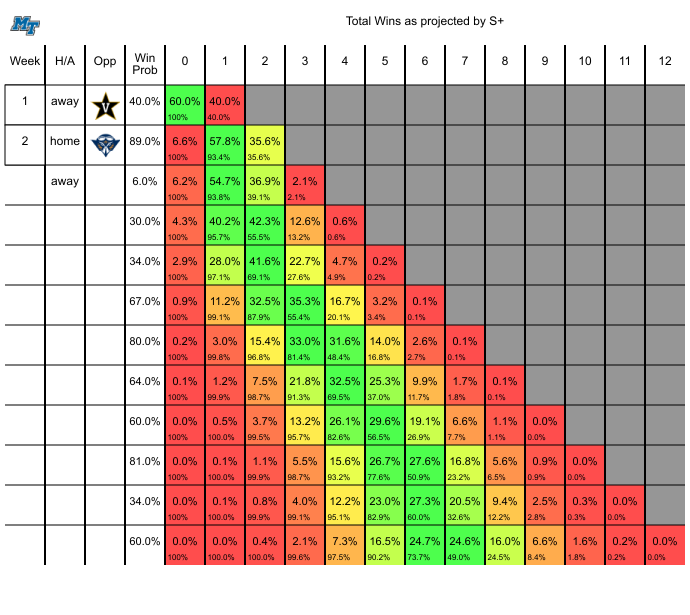 MT
Total Wins as projected by S+
Week H/A Opp Win Prob 0 1 2 3 4 5 6 7 8 9 10 11 12
1 away V 40.0% 60.0% 40.0%
100% 40.0%
2 home 89.0% 6.6% 57.8% 35.6%
100% 93.4% 35.6%
away 6.0% 6.2% 54.7% 36.9% 2.1%
100% 93.8% 39.1% 2.1%
30.0% 4.3% 40.2% 42.3% 12.6% 0.6%
100% 95.7% 55.5% 13.2% 0.6%
34.0% 2.9% 28.0% 41.6% 22.7% 4.7% 0.2%
100% 97.1% 69.1% 27.6% 4.9% 0.2%
67.0% 0.9% 11.2% 32.5% 35.3% 16.7% 3.2% 0.1%
100% 99.1% 87.9% 55.4% 20.1% 3.4% 0.1%
80.0% 0.2% 3.0% 15.4% 33.0% 31.6% 14.0% 2.6% 0.1%
100% 99.8% 96.8% 81.4% 48.4% 16.8% 2.7% 0.1%
64.0% 0.1% 1.2% 7.5% 21.8% 32.5% 25.3% 9.9% 1.7% 0.1%
100% 99.9% 98.7% 91.3% 69.5% 37.0% 11.7% 1.8% 0.1%
60.0% 0.0% 0.5% 3.7% 13.2% 26.1% 29.6% 19.1% 6.6% 1.1% 0.0%
100% 100.0% 99.5% 95.7% 82.6% 56.5% 26.9% 7.7% 1.1% 0.0%
81.0% 0.0% 0.1% 1.1% 5.5% 15.6% 26.7% 27.6% 16.8% 5.6% 0.9% 0.0%
100% 100.0% 99.9% 98.7% 93.2% 77.6% 50.9% 23.2% 6.5% 0.9% 0.0%
34.0% 0.0% 0.1% 0.8% 4.0% 12.2% 23.0% 27.3% 20.5% 9.4% 2.5% 0.3% 0.0%
100% 100.0% 99.9% 99.1% 95.1% 82.9% 60.0% 32.6% 12.2% 2.8% 0.3% 0.0%
60.0% 0.0% 0.0% 0.4% 2.1% 7.3% 16.5% 24.7% 24.6% 16.0% 6.6% 1.6% 0.2% 0.0%
100% 100.0% 100.0% 99.6% 97.5% 90.2% 73.7% 49.0% 24.5% 8.4% 1.8% 0.2% 0.0%